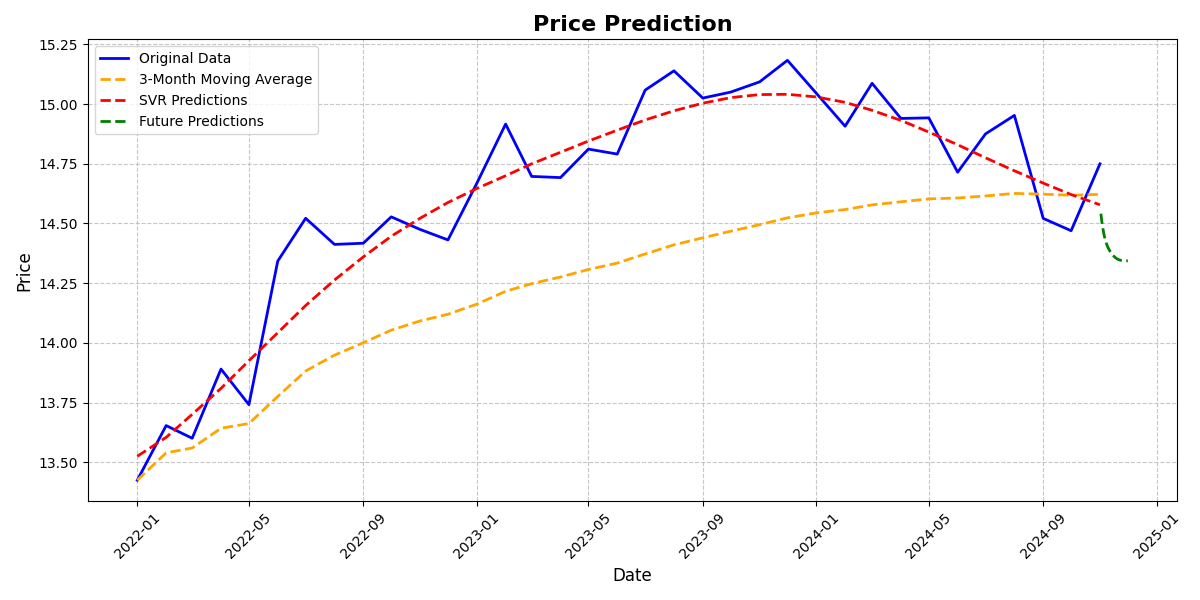 Price Prediction
Original Data
3-Month Moving Average
SVR Predictions
Future Predictions
Price
15.25
15.00
14.75
14.50
14.25
14.00
13.75
13.50
2022-01
2022-05
2022-09
2023-01
2023-05
2023-09
2024-01
2024-05
2024-09
2025-01
Date